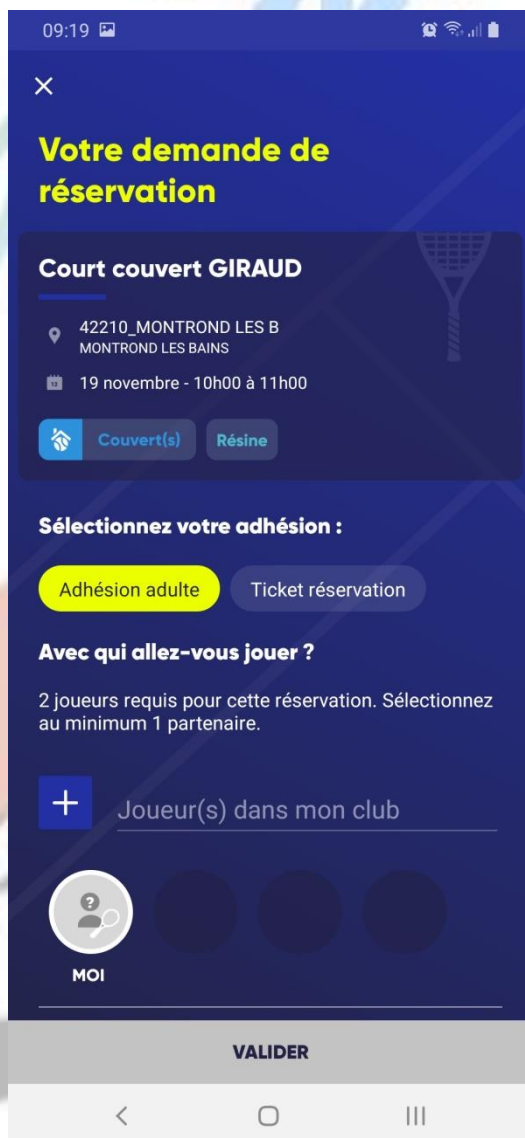 09:19
Votre demande de
réservation
Court couvert GIRAUD
42210_MONTROND LES B
MONTROND LES BAINS
19 novembre - 10h00 à 11h00
Couvert(s) Résine
Sélectionnez votre adhésion :
Adhésion adulte Ticket réservation
Avec qui allez-vous jouer ?
2 joueurs requis pour cette réservation. Sélectionnez
au minimum 1 partenaire.
+ Joueur(s) dans mon club
?
MOI
VALIDER